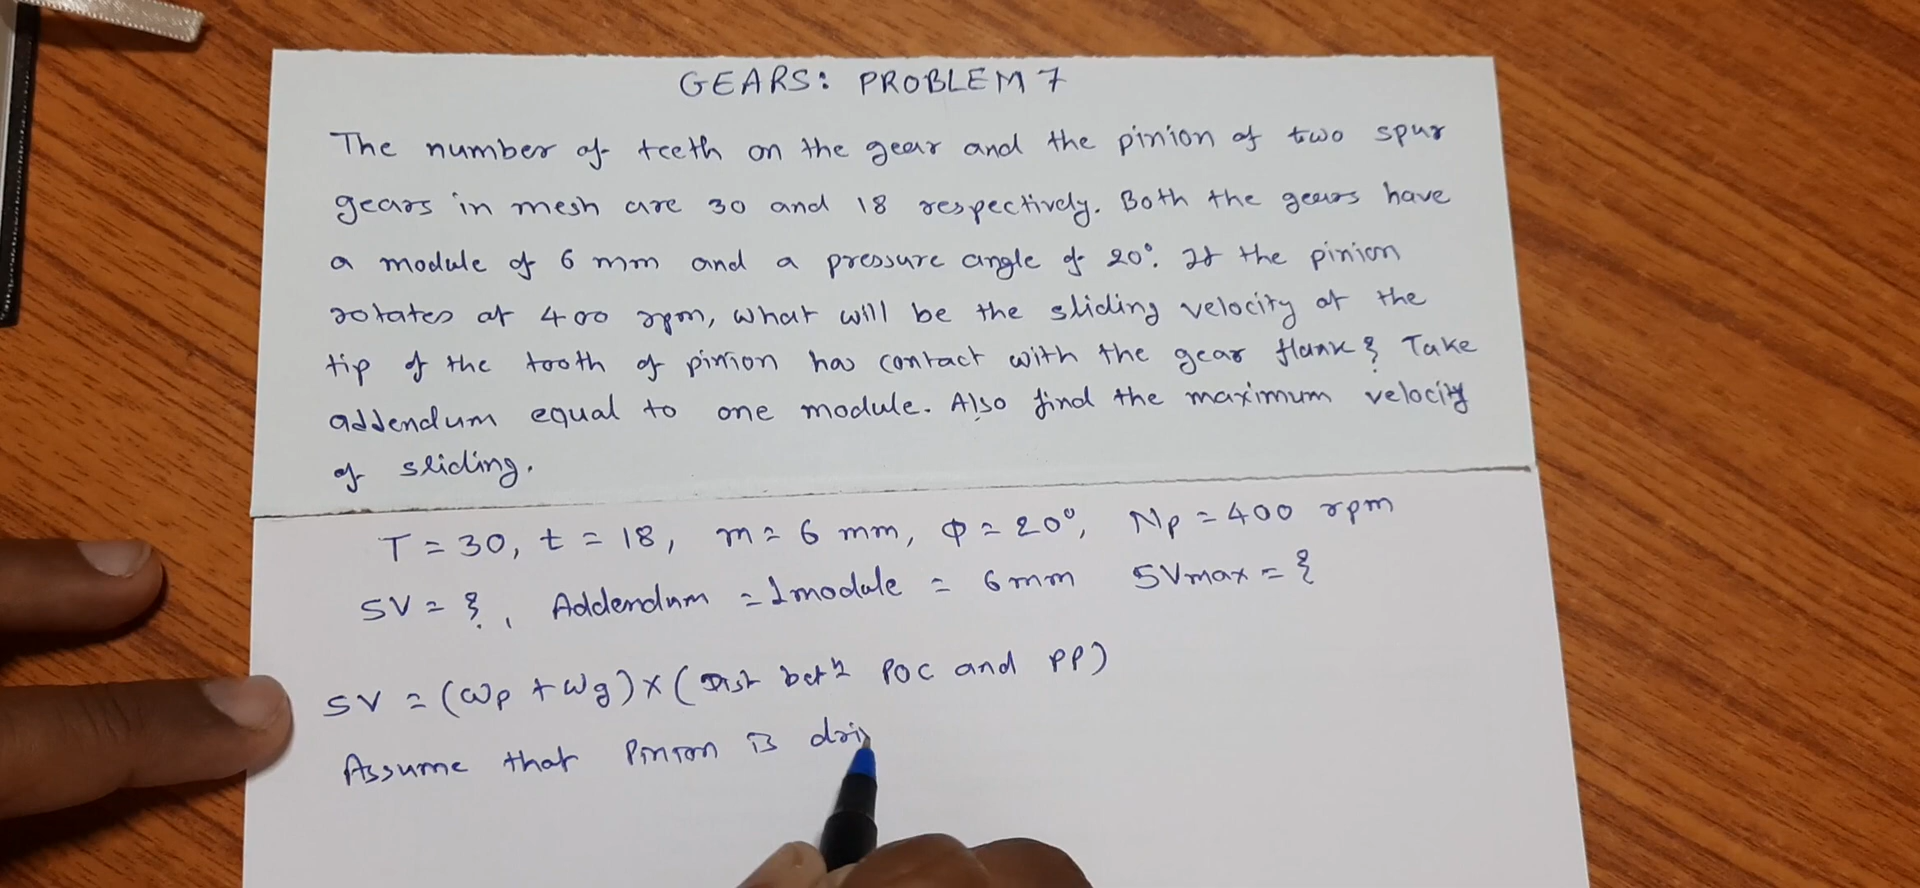 GEARS: PROBLEM 7
The number of teeth on the gear and the pinion of two spur
gears in mesh are 30 and 18 respectively. Both the gears have
a module of 6 mm and a pressure angle of 20°. If the pinion
rotates at 400 rpm, what will be the sliding velocity at the
tip of the tooth of pinion has contact with the gear flank? Take
addendum equal to one module. Also find the maximum velocity
of sliding.
T = 30, t = 18, m = 6 mm, Φ = 20°, Np = 400 rpm
SV = ?, Addendum = 1 module = 6 mm SVmax = ?
SV = (ωp + ωg) × (Dist betn POC and PP)
Assume that Pinion is dri